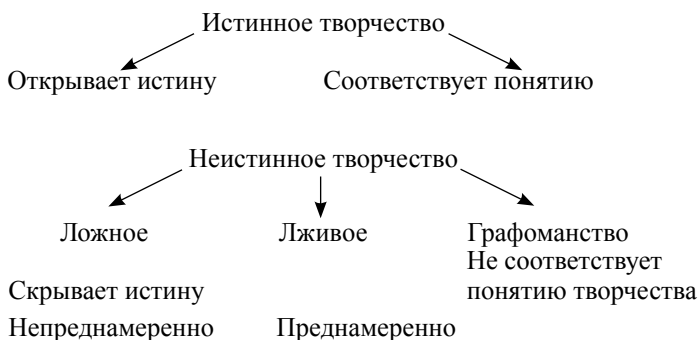 Истинное творчество
Открывает истину Соответствует понятию
Неистинное творчество
Ложное Лживое Графоманство
Не соответствует
Скрывает истину понятию творчества
Непреднамеренно Преднамеренно